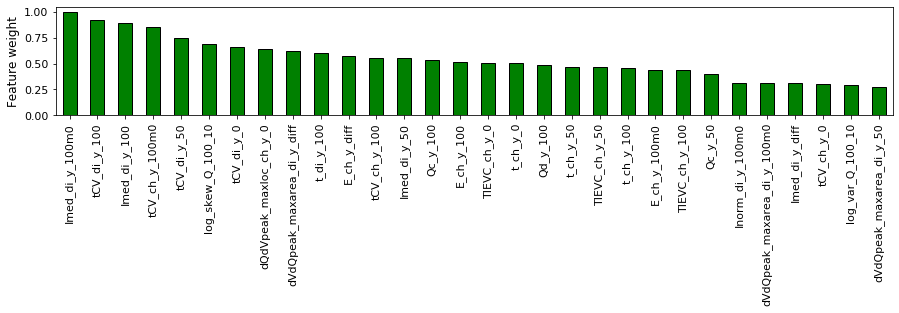 Feature weight
1.00
0.75
0.50
0.25
0.00
Imed_di_y_100m0
tCV_di_y_100
Imed_di_y_100
tCV_ch_y_100m0
tCV_di_y_50
log_skew_Q_100_10
tCV_di_y_0
dQdVpeak_maxloc_ch_y_0
dVdQpeak_maxarea_di_y_diff
t_di_y_100
E_ch_y_diff
tCV_ch_y_100
Imed_di_y_50
Qc_y_100
E_ch_y_100
TIEVC_ch_y_0
t_ch_y_0
Qd_y_100
t_ch_y_50
TIEVC_ch_y_50
t_ch_y_100
E_ch_y_100m0
TIEVC_ch_y_100
Qc_y_50
Inorm_di_y_100m0
dVdQpeak_maxarea_di_y_100m0
Imed_di_y_diff
tCV_ch_y_0
log_var_Q_100_10
dVdQpeak_maxarea_di_y_50